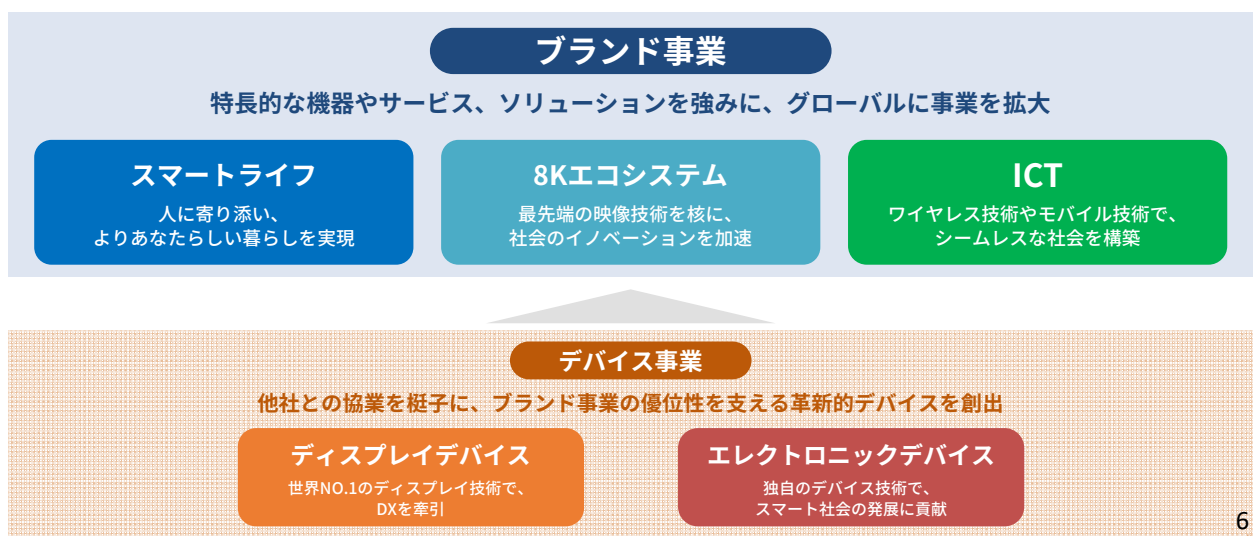 ブランド事業
特長的な機器やサービス、ソリューションを強みに、グローバルに事業を拡大
スマートライフ
人に寄り添い、
よりあなたらしい暮らしを実現
8Kエコシステム
最先端の映像技術を核に、
社会のイノベーションを加速
ICT
ワイヤレス技術やモバイル技術で、
シームレスな社会を構築
デバイス事業
他社との協業を梃子に、ブランド事業の優位性を支える革新的デバイスを創出
ディスプレイデバイス
世界NO.1のディスプレイ技術で、
DXを牽引
エレクトロニックデバイス
独自のデバイス技術で、
スマート社会の発展に貢献
6